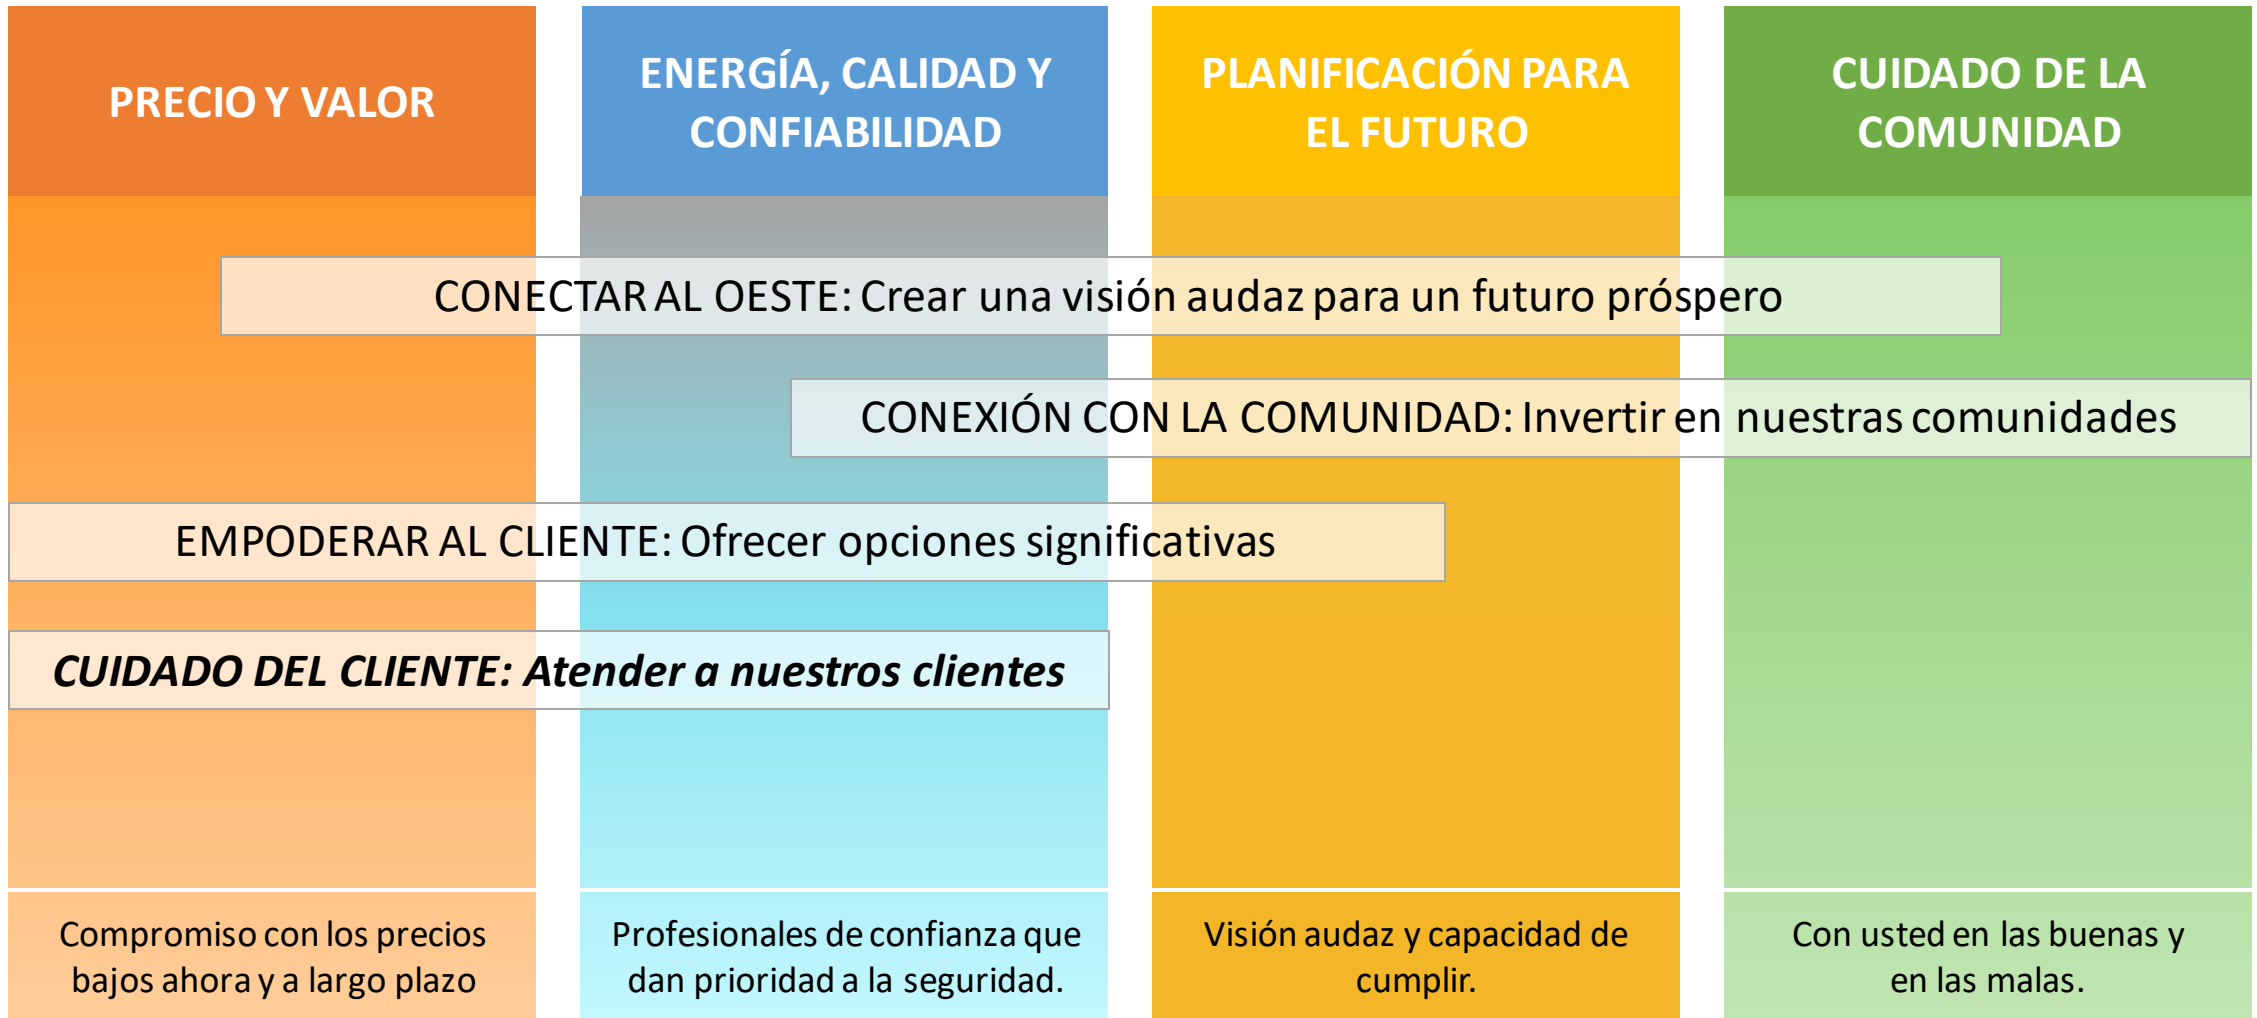 PRECIO Y VALOR
ENERGÍA, CALIDAD Y
CONFIABILIDAD
PLANIFICACIÓN PARA
EL FUTURO
CUIDADO DE LA
COMUNIDAD
CONECTAR AL OESTE: Crear una visión audaz para un futuro próspero
CONEXIÓN CON LA COMUNIDAD: Invertir en nuestras comunidades
EMPODERAR AL CLIENTE: Ofrecer opciones significativas
CUIDADO DEL CLIENTE: Atender a nuestros clientes
Compromiso con los precios
bajos ahora y a largo plazo
Profesionales de confianza que
dan prioridad a la seguridad.
Visión audaz y capacidad de
cumplir.
Con usted en las buenas y
en las malas.